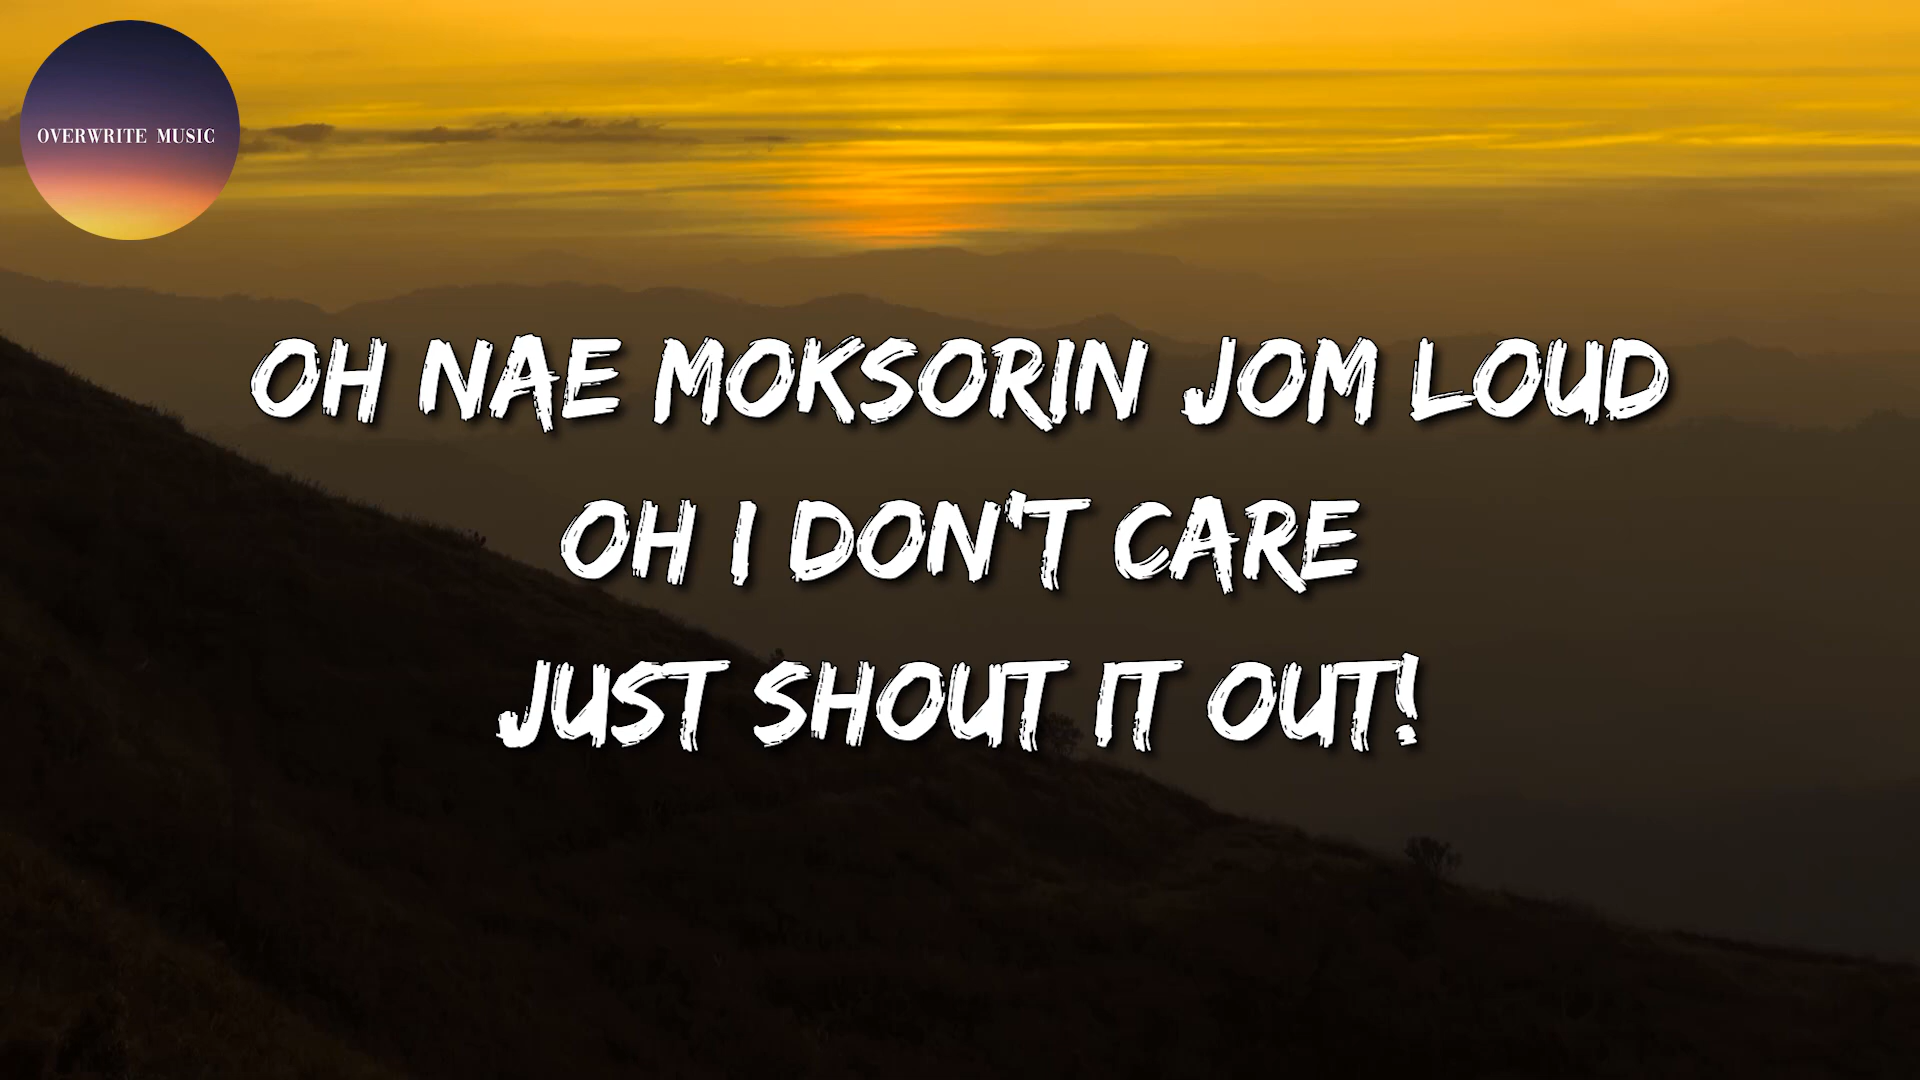 OVERWRITE MUSIC
OH NAE MOKSORIN JOM LOUD
OH I DON'T CARE
JUST SHOUT IT OUT!